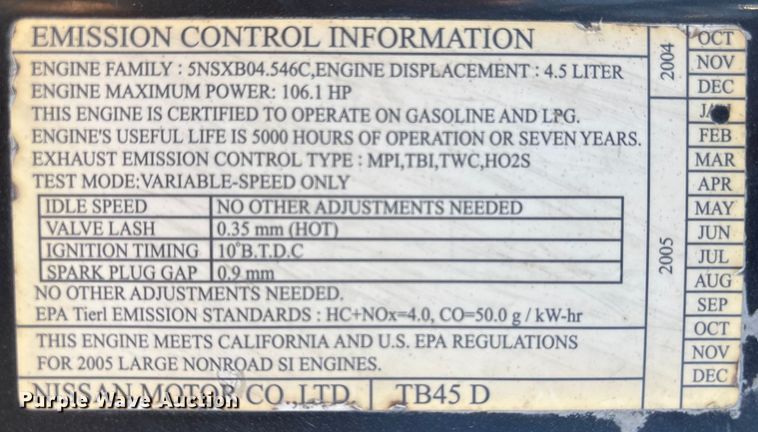 EMISSION CONTROL INFORMATION
ENGINE FAMILY : 5NSXB04.546C,ENGINE DISPLACEMENT : 4.5 LITER
ENGINE MAXIMUM POWER: 106.1 HP
THIS ENGINE IS CERTIFIED TO OPERATE ON GASOLINE AND LPG.
ENGINE'S USEFUL LIFE IS 5000 HOURS OF OPERATION OR SEVEN YEARS.
EXHAUST EMISSION CONTROL TYPE : MPI,TBI,TWC,HO2S
TEST MODE:VARIABLE-SPEED ONLY
IDLE SPEED NO OTHER ADJUSTMENTS NEEDED
VALVE LASH 0.35 mm (HOT)
IGNITION TIMING 10°B.T.D.C
SPARK PLUG GAP 0.9 mm
NO OTHER ADJUSTMENTS NEEDED.
EPA Tier1 EMISSION STANDARDS : HC+NOx=4.0, CO=50.0 g / kW-hr
THIS ENGINE MEETS CALIFORNIA AND U.S. EPA REGULATIONS
FOR 2005 LARGE NONROAD SI ENGINES.
NISSAN MOTOR CO.,LTD. TB45 D
2004
OCT
NOV
DEC
2005
JAN
FEB
MAR
APR
MAY
JUN
JUL
AUG
SEP
OCT
NOV
DEC
Purple Wave Auction